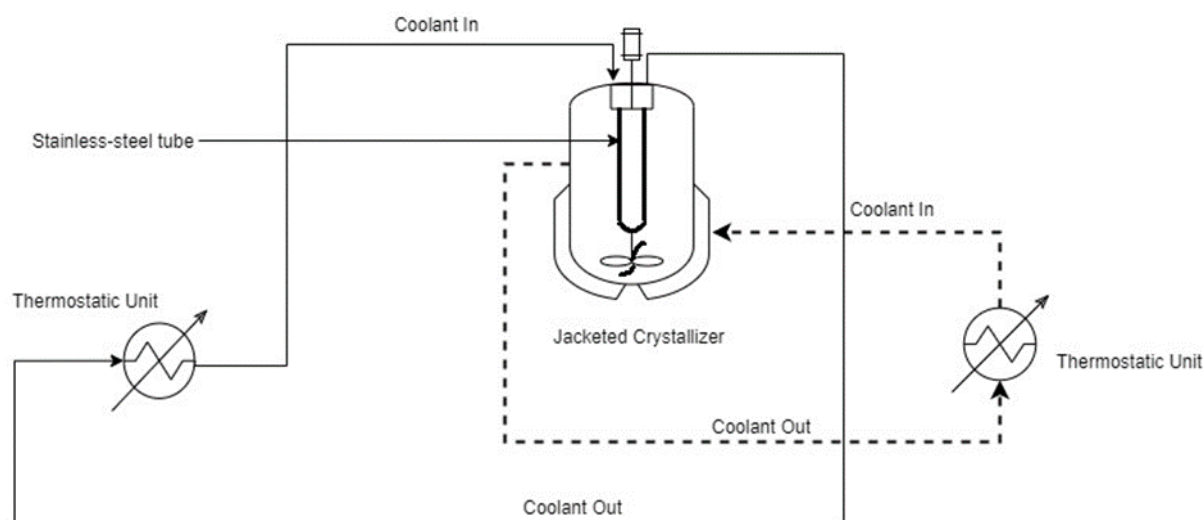 Coolant In
Stainless-steel tube
Coolant In
Thermostatic Unit
Jacketed Crystallizer
Thermostatic Unit
Coolant Out
Coolant Out